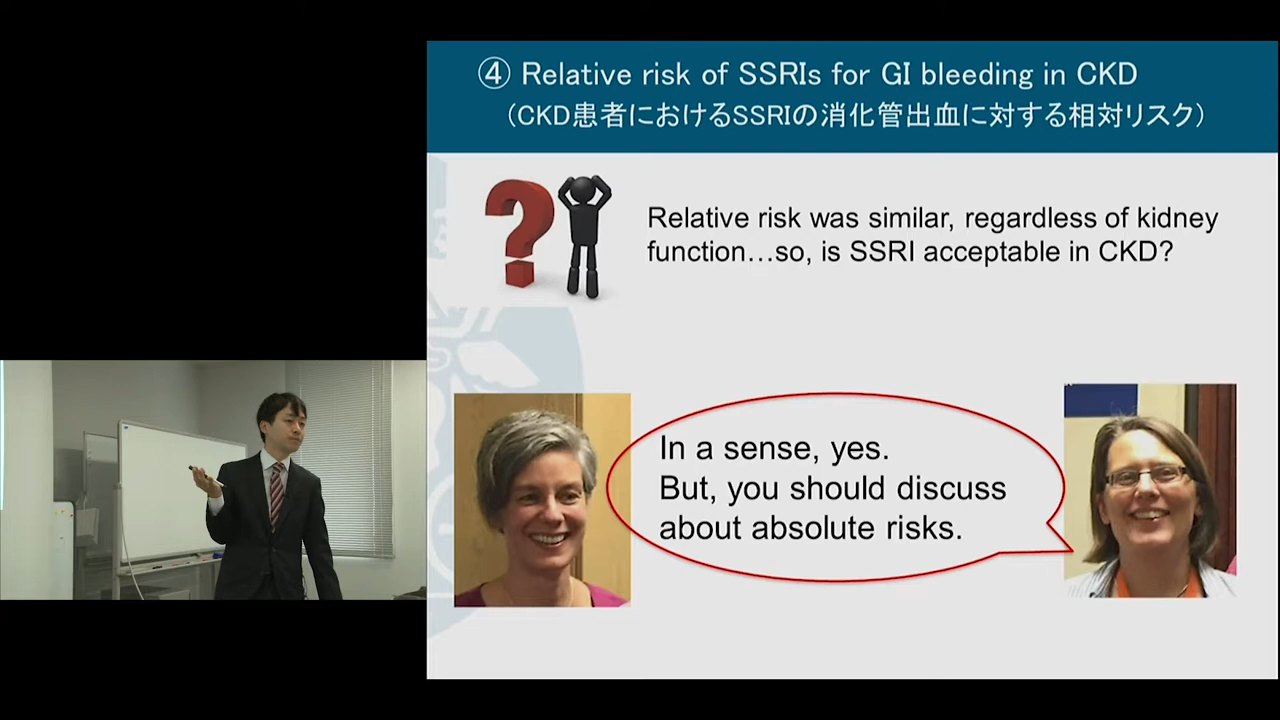 ④ Relative risk of SSRIs for GI bleeding in CKD
（CKD患者におけるSSRIの消化管出血に対する相対リスク）
Relative risk was similar, regardless of kidney
function…so, is SSRI acceptable in CKD?
In a sense, yes.
But, you should discuss
about absolute risks.